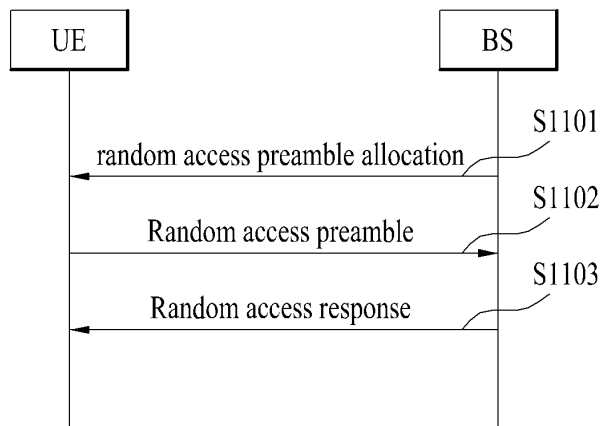 UE
BS
S1101
random access preamble allocation
S1102
Random access preamble
S1103
Random access response